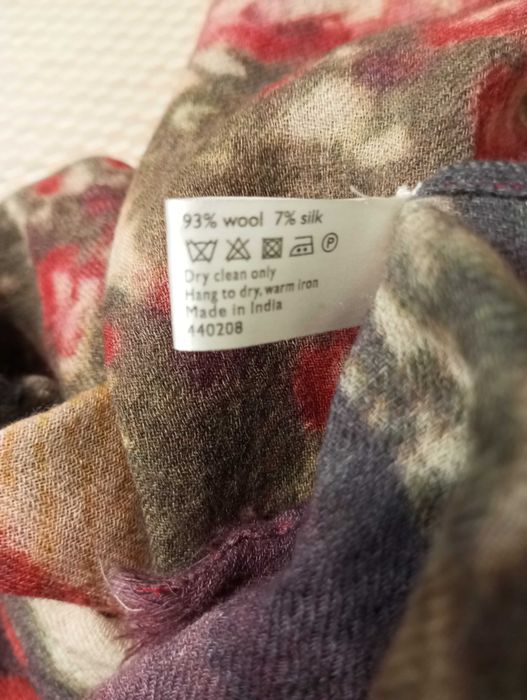 93% wool 7% silk
P
Dry clean only
Hang to dry, warm iron
Made in India
440208